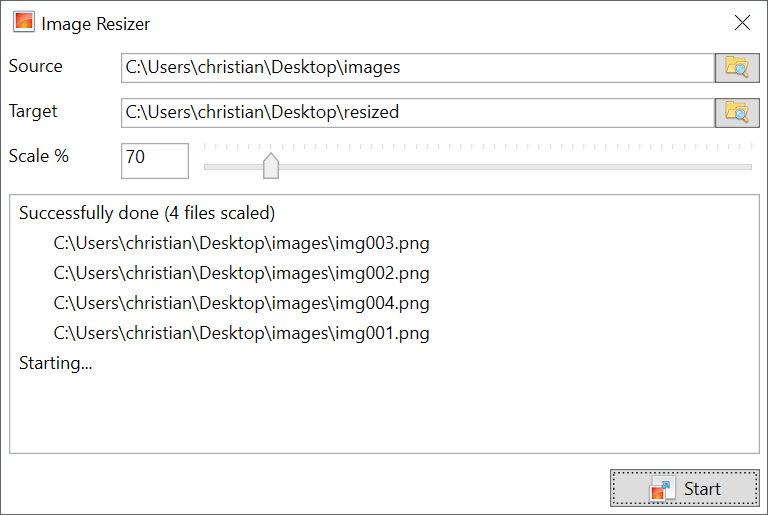 Image Resizer
Source C:\Users\christian\Desktop\images
Target C:\Users\christian\Desktop\resized
Scale % 70
Successfully done (4 files scaled)
C:\Users\christian\Desktop\images\img003.png
C:\Users\christian\Desktop\images\img002.png
C:\Users\christian\Desktop\images\img004.png
C:\Users\christian\Desktop\images\img001.png
Starting...
Start